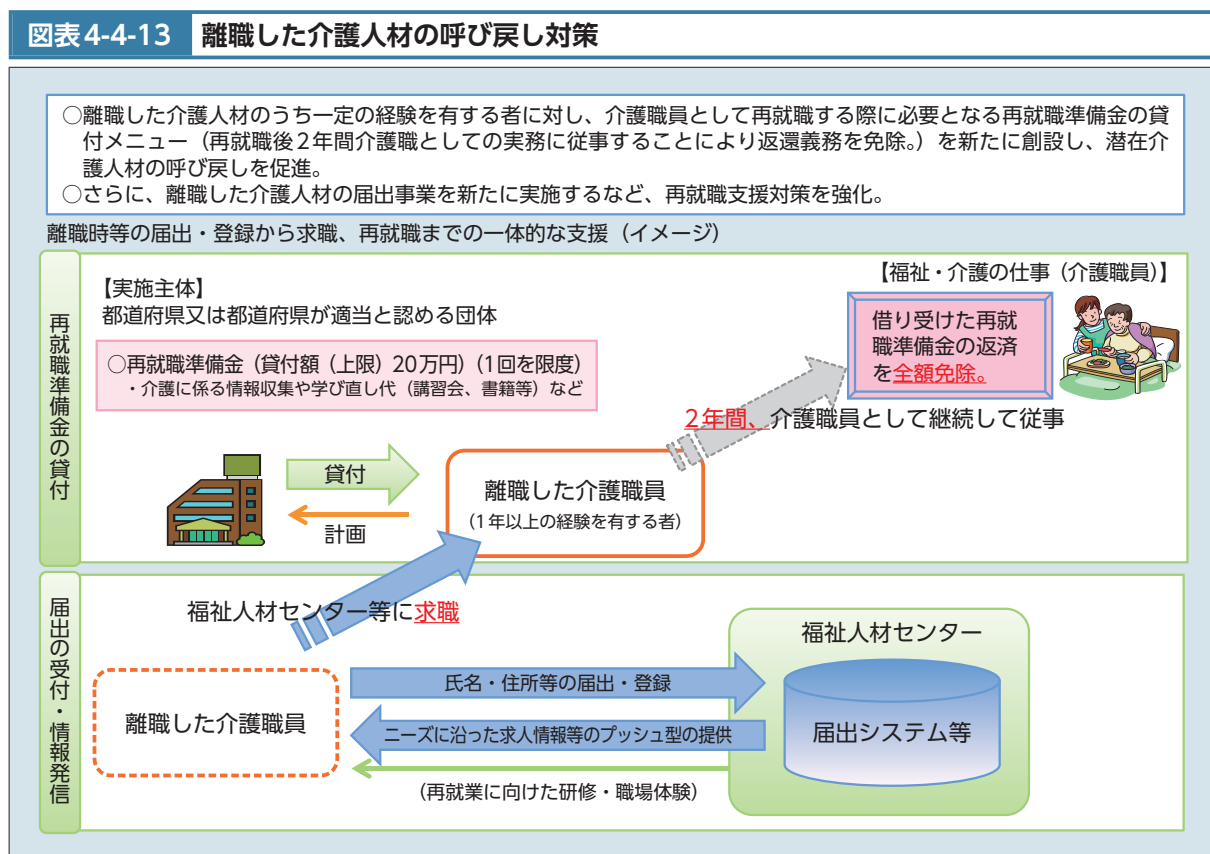 図表4-4-13 離職した介護人材の呼び戻し対策
○離職した介護人材のうち一定の経験を有する者に対し、介護職員として再就職する際に必要となる再就職準備金の貸
付メニュー（再就職後２年間介護職としての実務に従事することにより返還義務を免除。）を新たに創設し、潜在介
護人材の呼び戻しを促進。
○さらに、離職した介護人材の届出事業を新たに実施するなど、再就職支援対策を強化。
離職時等の届出・登録から求職、再就職までの一体的な支援（イメージ）
再就職準備金の貸付
【実施主体】
都道府県又は都道府県が適当と認める団体
○再就職準備金（貸付額（上限）20万円）（1回を限度）
・介護に係る情報収集や学び直し代（講習会、書籍等）など
【福祉・介護の仕事（介護職員）】
借り受けた再就
職準備金の返済
を全額免除。
２年間、介護職員として継続して従事
貸付
計画
離職した介護職員
（1年以上の経験を有する者）
届出の受付・情報発信
福祉人材センター等に求職
離職した介護職員
氏名・住所等の届出・登録
ニーズに沿った求人情報等のプッシュ型の提供
（再就業に向けた研修・職場体験）
福祉人材センター
届出システム等